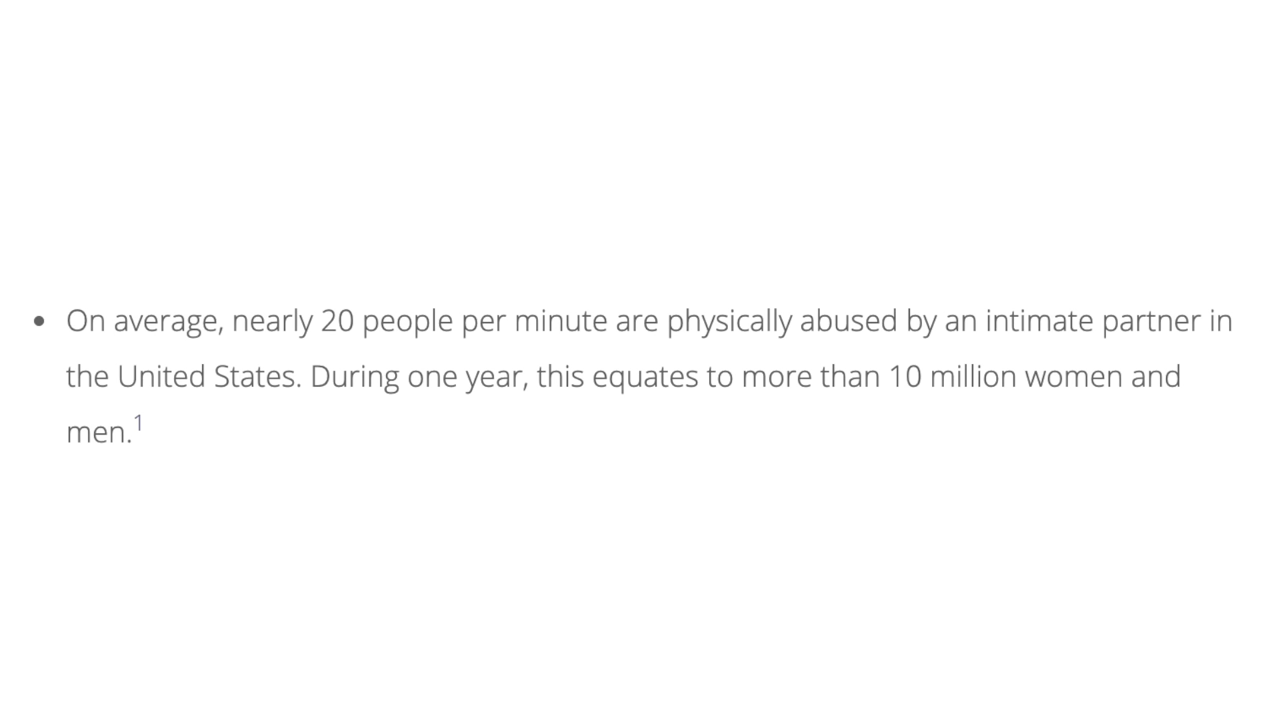 • On average, nearly 20 people per minute are physically abused by an intimate partner in
the United States. During one year, this equates to more than 10 million women and
men.1